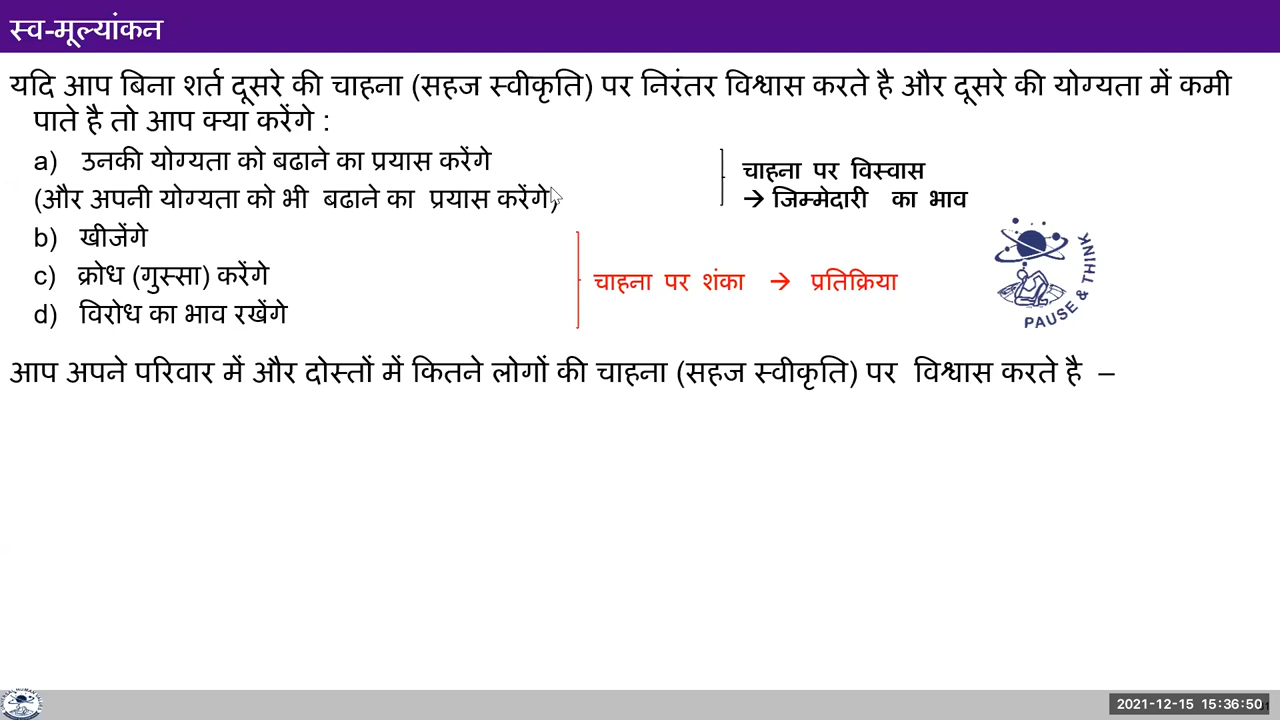 स्व-मूल्यांकन
यदि आप बिना शर्त दूसरे की चाहना (सहज स्वीकृति) पर निरंतर विश्वास करते है और दूसरे की योग्यता में कमी
पाते है तो आप क्या करेंगे :
a) उनकी योग्यता को बढाने का प्रयास करेंगे
(और अपनी योग्यता को भी बढाने का प्रयास करेंगे)
चाहना पर विस्वास
→ जिम्मेदारी का भाव
b) खीजेंगे
c) क्रोध (गुस्सा) करेंगे
d) विरोध का भाव रखेंगे
चाहना पर शंका → प्रतिक्रिया
PAUSE & THINK
आप अपने परिवार में और दोस्तों में कितने लोगों की चाहना (सहज स्वीकृति) पर विश्वास करते है –
2021-12-15 15:36:50